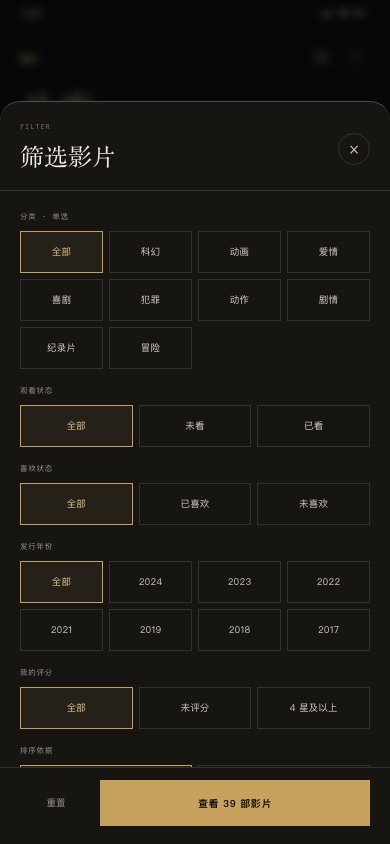 FILTER
筛选影片
分类 · 单选
全部 科幻 动画 爱情
喜剧 犯罪 动作 剧情
纪录片 冒险
观看状态
全部 未看 已看
喜欢状态
全部 已喜欢 未喜欢
发行年份
全部 2024 2023 2022
2021 2019 2018 2017
我的评分
全部 未评分 4 星及以上
排序依据
重置 查看 39 部影片